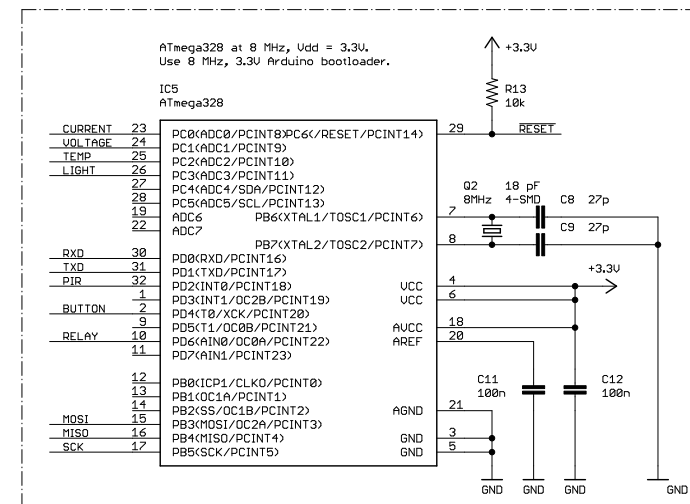 ATmega328 at 8 MHz, Vdd = 3.3V.
Use 8 MHz, 3.3V Arduino bootloader.
+3.3V
IC5
ATmega328
R13
10k
CURRENT 23 PC0(ADC0/PCINT8)PC6(/RESET/PCINT14) 29 RESET
VOLTAGE 24 PC1(ADC1/PCINT9)
TEMP 25 PC2(ADC2/PCINT10)
LIGHT 26 PC3(ADC3/PCINT11)
27 PC4(ADC4/SDA/PCINT12)
28 PC5(ADC5/SCL/PCINT13)
Q2 18 pF C8 27p
8MHz 4-SMD
19 ADC6 PB6(XTAL1/TOSC1/PCINT6) 7
22 ADC7
C9 27p
PB7(XTAL2/TOSC2/PCINT7) 8
RXD 30 PD0(RXD/PCINT16)
TXD 31 PD1(TXD/PCINT17)
+3.3V
PIR 32 PD2(INT0/PCINT18) VCC 4
1 PD3(INT1/OC2B/PCINT19) VCC 6
BUTTON 2 PD4(T0/XCK/PCINT20)
9 PD5(T1/OC0B/PCINT21) AVCC 18
RELAY 10 PD6(AIN0/OC0A/PCINT22) AREF 20
11 PD7(AIN1/PCINT23)
C11 C12
100n 100n
12 PB0(ICP1/CLKO/PCINT0)
13 PB1(OC1A/PCINT1)
14 PB2(SS/OC1B/PCINT2) AGND 21
MOSI 15 PB3(MOSI/OC2A/PCINT3)
MISO 16 PB4(MISO/PCINT4) GND 3
SCK 17 PB5(SCK/PCINT5) GND 5
GND GND GND GND